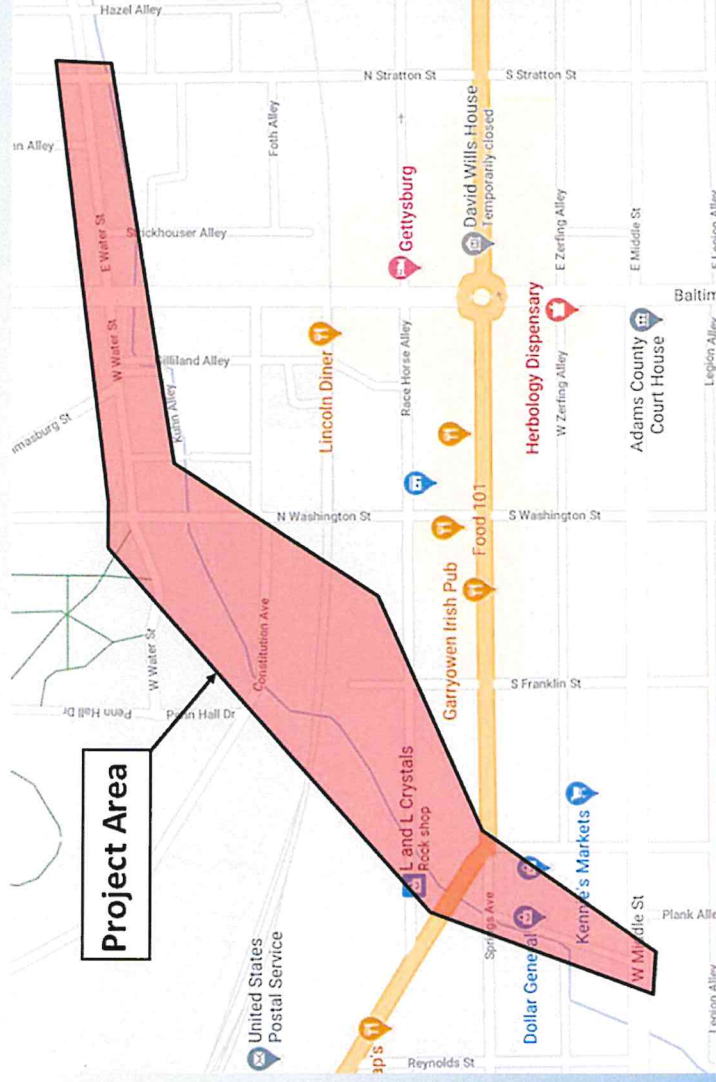 Hazel Alley
N Stratton St
S Stratton St
Foth Alley
Strickhouser Alley
E Water St
W Water St
Gilliland Alley
Kuhn Alley
masburg St
Gettysburg
David Wills House
Temporarily closed
E Zerfing Alley
E Middle St
E Legion Alley
Baltim
Lincoln Diner
Race Horse Alley
Herbology Dispensary
W Zerfing Alley
Adams County
Court House
Legion Alley
N Washington St
S Washington St
Food 101
Garryowen Irish Pub
Constitution Ave
W Water St
Penn Hall Dr
Penn Hall Dr
S Franklin St
Project Area
L and L Crystals
Rock shop
Kennie's Markets
Springs Ave
Dollar General
W Middle St
Plank Alle
United States
Postal Service
ap's
Reynolds St
Legion Alley